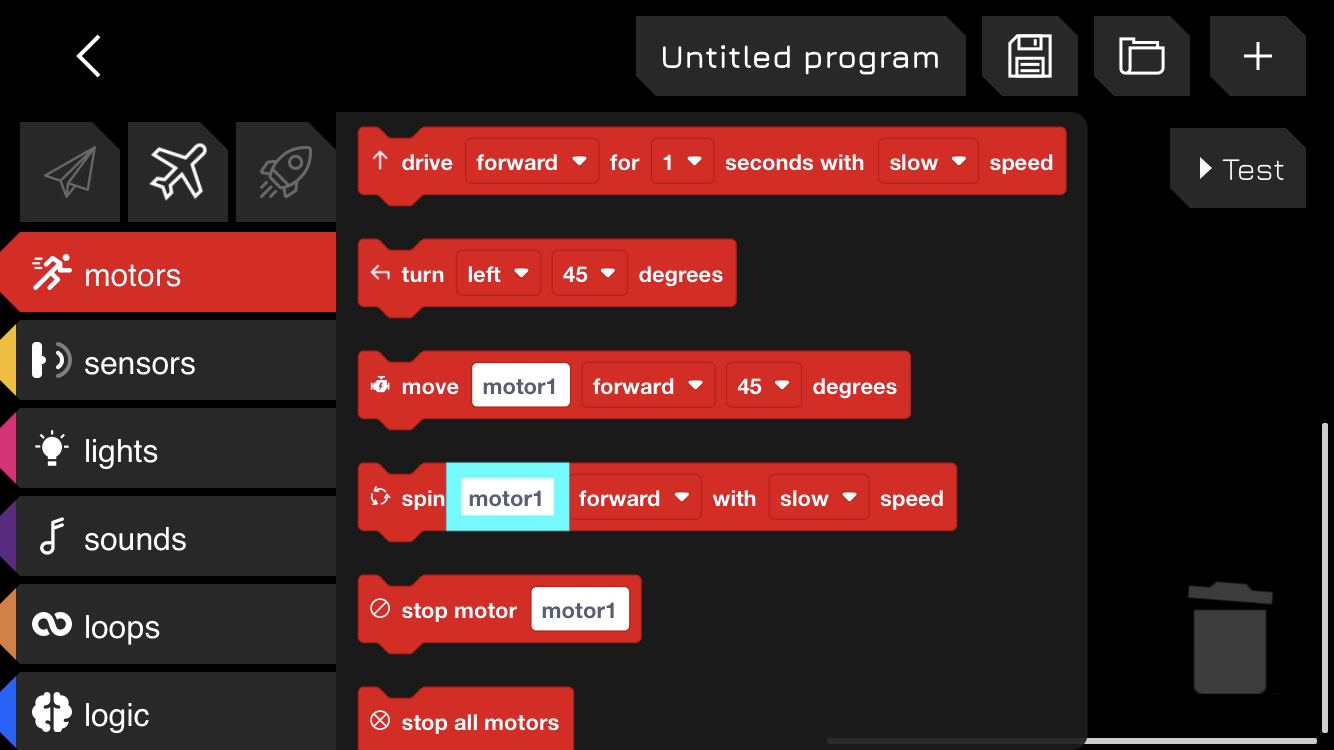 Untitled program
Test
motors
sensors
lights
sounds
loops
logic
drive forward for 1 seconds with slow speed
turn left 45 degrees
move motor1 forward 45 degrees
spin motor1 forward with slow speed
stop motor motor1
stop all motors